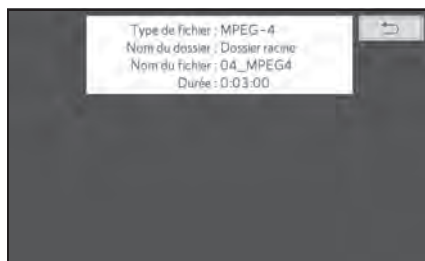 Type de fichier : MPEG-4
Nom du dossier : Dossier racine
Nom du fichier : 04_MPEG4
Durée : 0:03:00